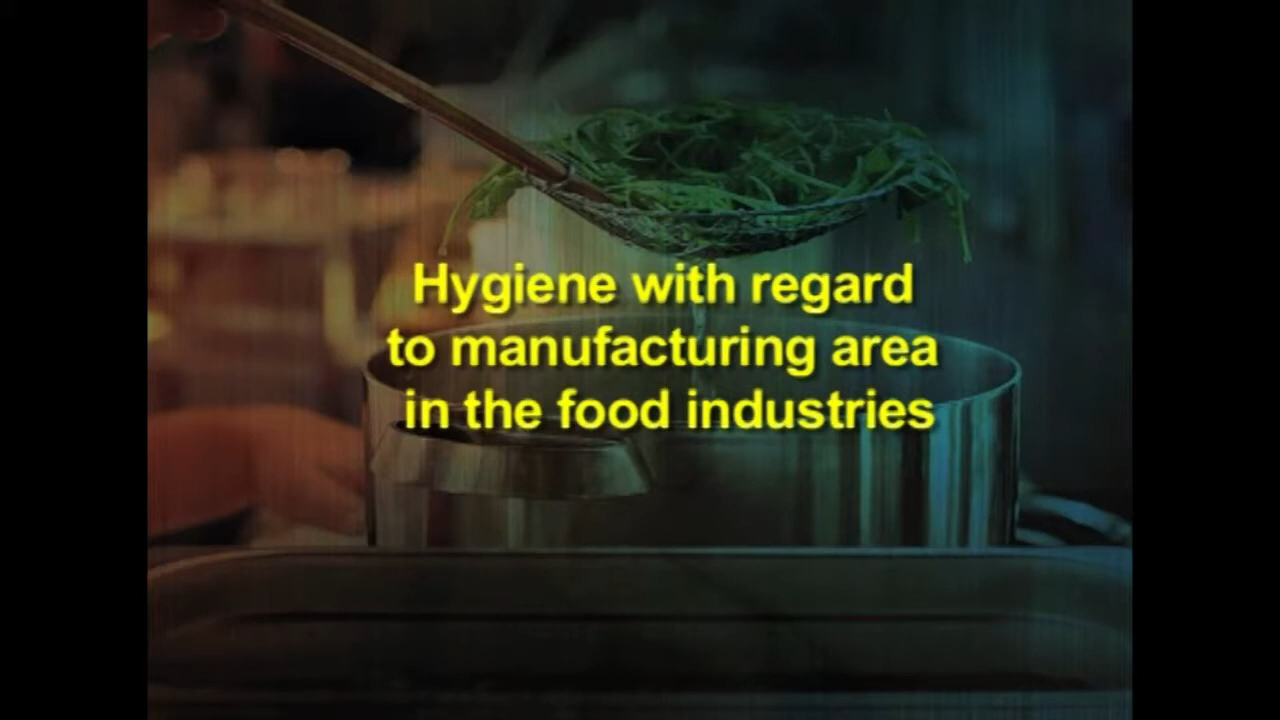 Hygiene with regard
to manufacturing area
in the food industries